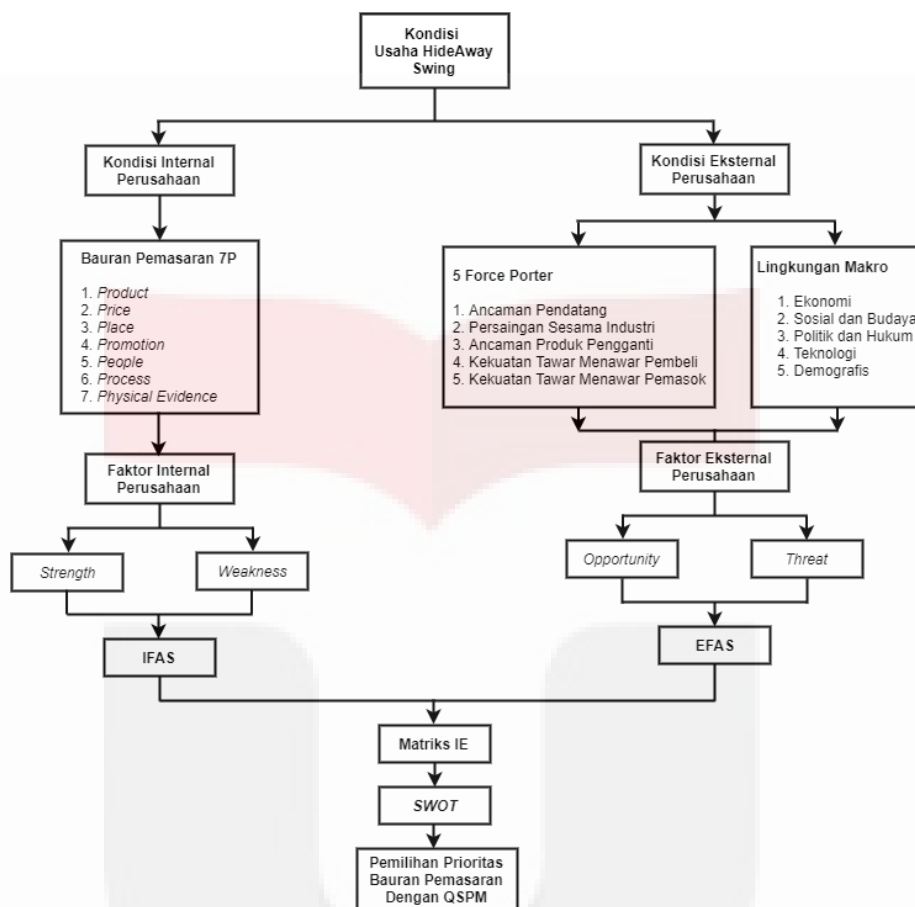 Kondisi
Usaha HideAway
Swing
Kondisi Internal
Perusahaan
Kondisi Eksternal
Perusahaan
Bauran Pemasaran 7P
1. Product
2. Price
3. Place
4. Promotion
5. People
6. Process
7. Physical Evidence
5 Force Porter
1. Ancaman Pendatang
2. Persaingan Sesama Industri
3. Ancaman Produk Pengganti
4. Kekuatan Tawar Menawar Pembeli
5. Kekuatan Tawar Menawar Pemasok
Lingkungan Makro
1. Ekonomi
2. Sosial dan Budaya
3. Politik dan Hukum
4. Teknologi
5. Demografis
Faktor Internal
Perusahaan
Faktor Eksternal
Perusahaan
Strength
Weakness
Opportunity
Threat
IFAS
EFAS
Matriks IE
SWOT
Pemilihan Prioritas
Bauran Pemasaran
Dengan QSPM